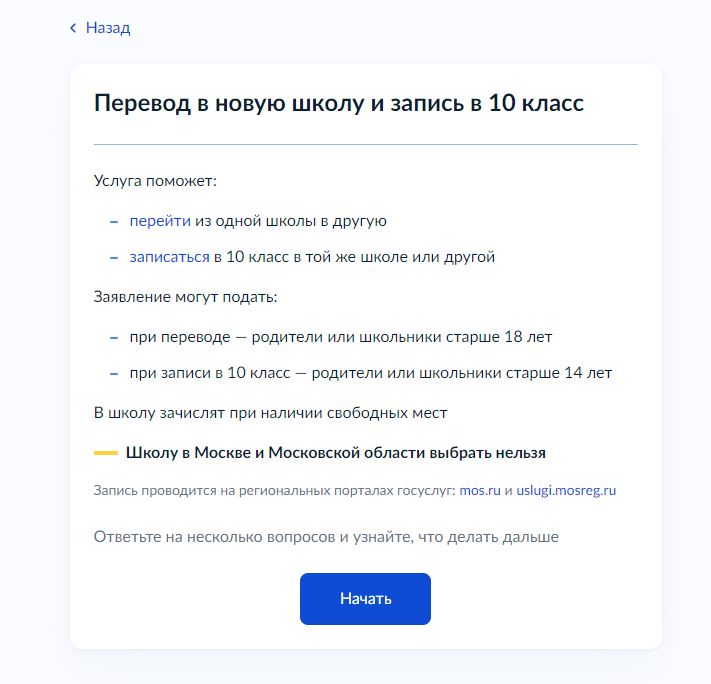 Назад
Перевод в новую школу и запись в 10 класс
Услуга поможет:
– перейти из одной школы в другую
– записаться в 10 класс в той же школе или другой
Заявление могут подать:
– при переводе — родители или школьники старше 18 лет
– при записи в 10 класс — родители или школьники старше 14 лет
В школу зачислят при наличии свободных мест
Школу в Москве и Московской области выбрать нельзя
Запись проводится на региональных порталах госуслуг: mos.ru и uslugi.mosreg.ru
Ответьте на несколько вопросов и узнайте, что делать дальше
Начать